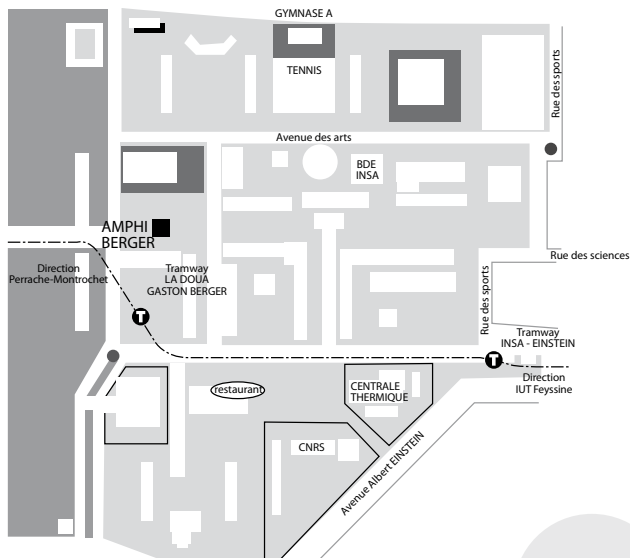 GYMNASE A
TENNIS
Rue des sports
Avenue des arts
BDE
INSA
AMPHI
BERGER
Direction
Perrache-Montrochet
Tramway
LA DOUA
GASTON BERGER
Rue des sciences
Rue des sports
T
Tramway
INSA - EINSTEIN
T
Direction
IUT Feyssine
restaurant
CENTRALE
THERMIQUE
CNRS
Avenue Albert EINSTEIN